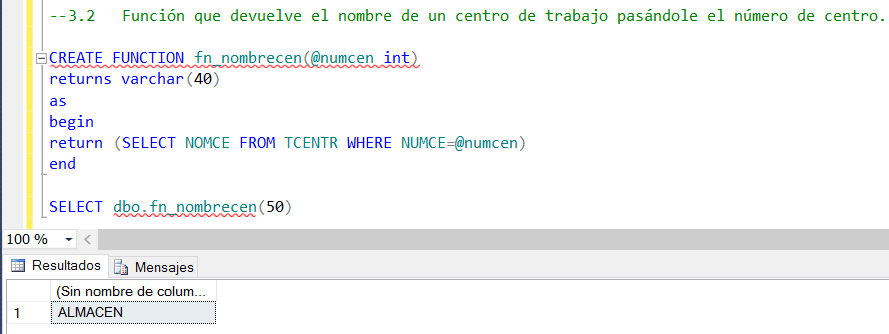 --3.2   Función que devuelve el nombre de un centro de trabajo pasándole el número de centro.
CREATE FUNCTION fn_nombrecen(@numcen int)
returns varchar(40)
as
begin
return (SELECT NOMCE FROM TCENTR WHERE NUMCE=@numcen)
end
SELECT dbo.fn_nombrecen(50)
100 %
Resultados Mensajes
(Sin nombre de colum...
1 ALMACEN